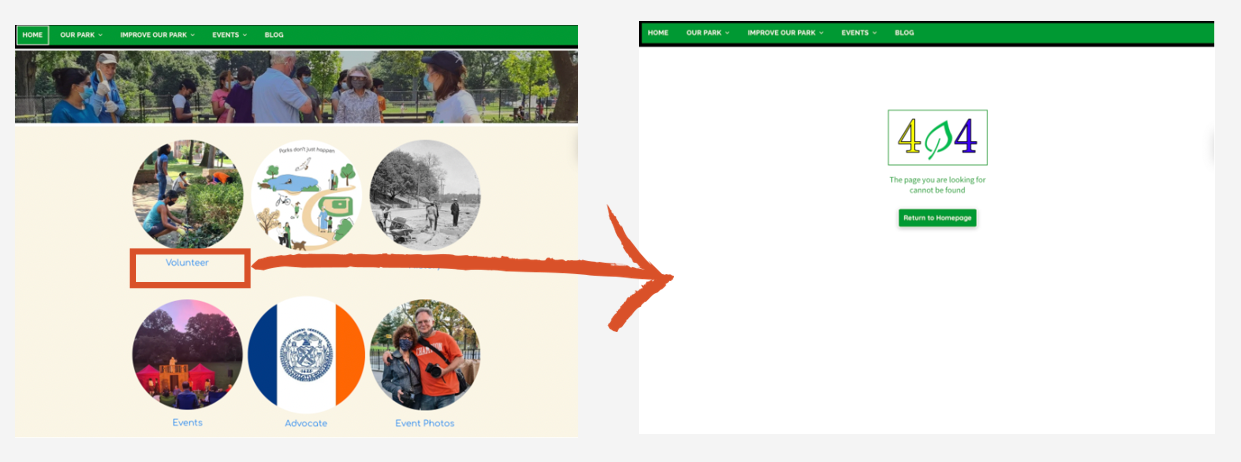 HOME OUR PARK IMPROVE OUR PARK EVENTS BLOG
Parks don't just happen
Volunteer
Events Advocate Event Photos
HOME OUR PARK IMPROVE OUR PARK EVENTS BLOG
404
The page you are looking for
cannot be found
Return to Homepage